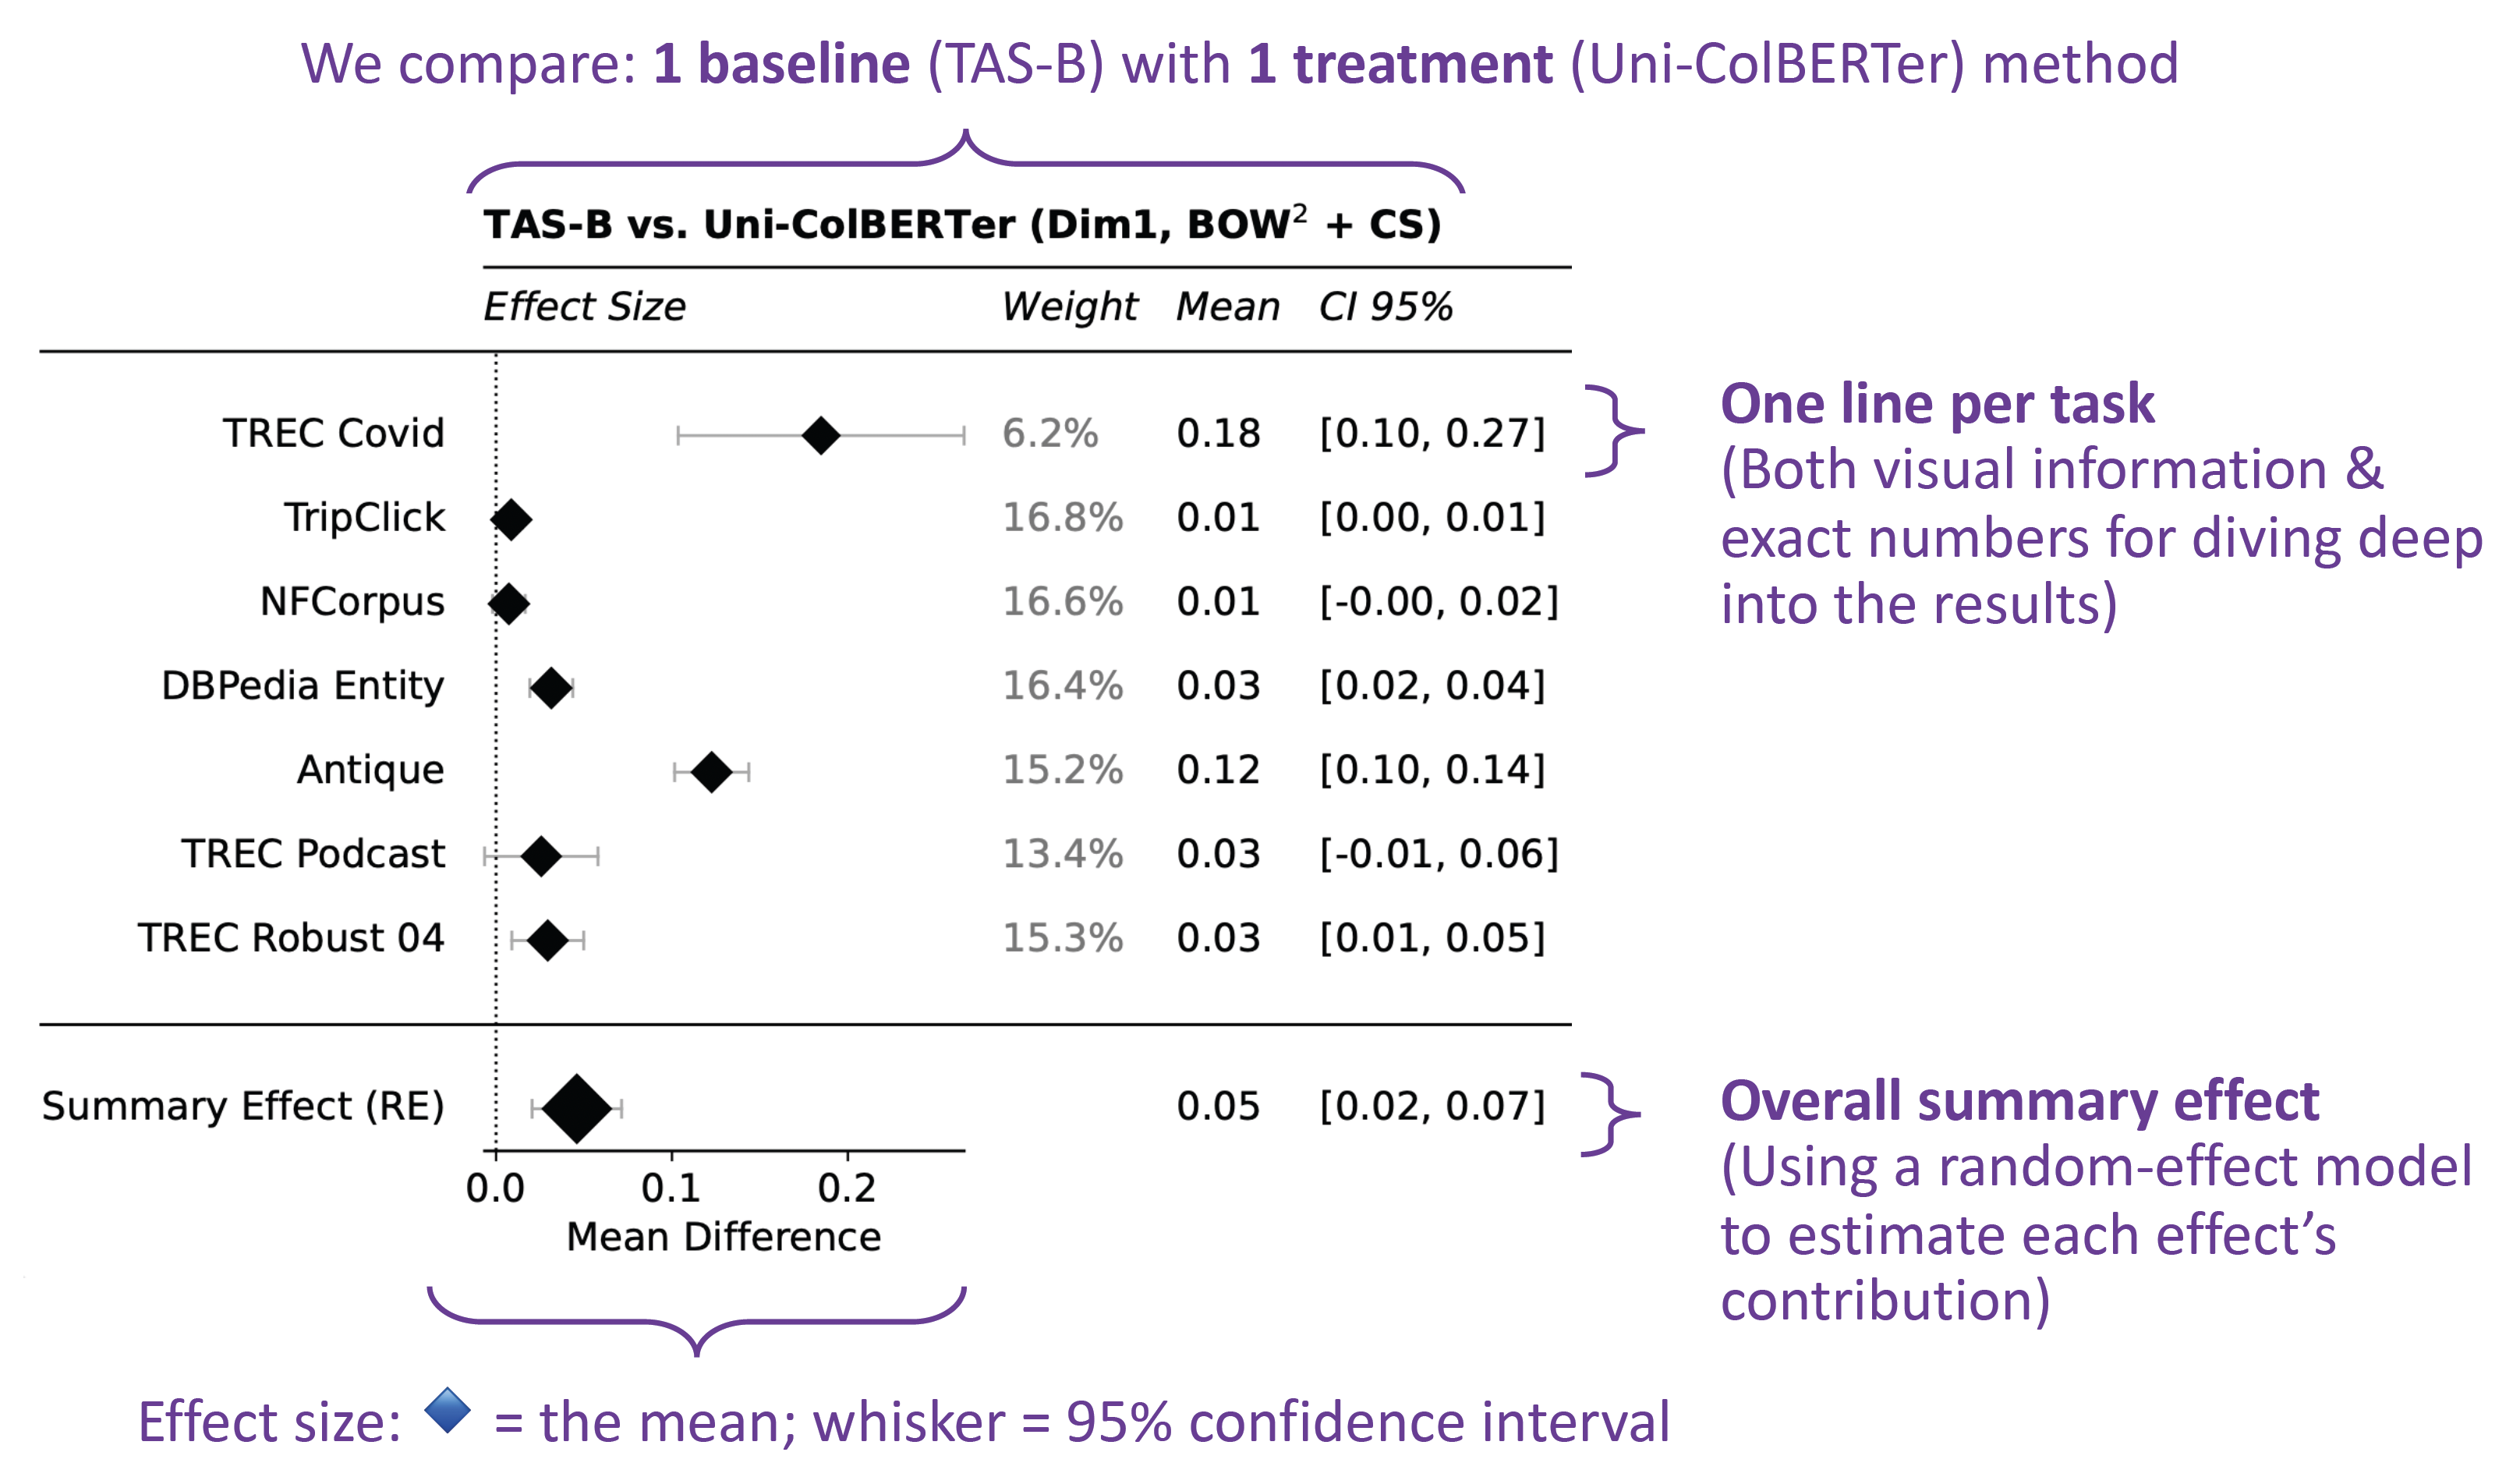 We compare: 1 baseline (TAS-B) with 1 treatment (Uni-ColBERTer) method
TAS-B vs. Uni-ColBERTer (Dim1, BOW² + CS)
Effect Size Weight Mean CI 95%
TREC Covid 6.2% 0.18 [0.10, 0.27]
TripClick 16.8% 0.01 [0.00, 0.01]
NFCorpus 16.6% 0.01 [-0.00, 0.02]
DBPedia Entity 16.4% 0.03 [0.02, 0.04]
Antique 15.2% 0.12 [0.10, 0.14]
TREC Podcast 13.4% 0.03 [-0.01, 0.06]
TREC Robust 04 15.3% 0.03 [0.01, 0.05]
Summary Effect (RE) 0.05 [0.02, 0.07]
0.0 0.1 0.2
Mean Difference
One line per task
(Both visual information &
exact numbers for diving deep
into the results)
Overall summary effect
(Using a random-effect model
to estimate each effect’s
contribution)
Effect size: = the mean; whisker = 95% confidence interval